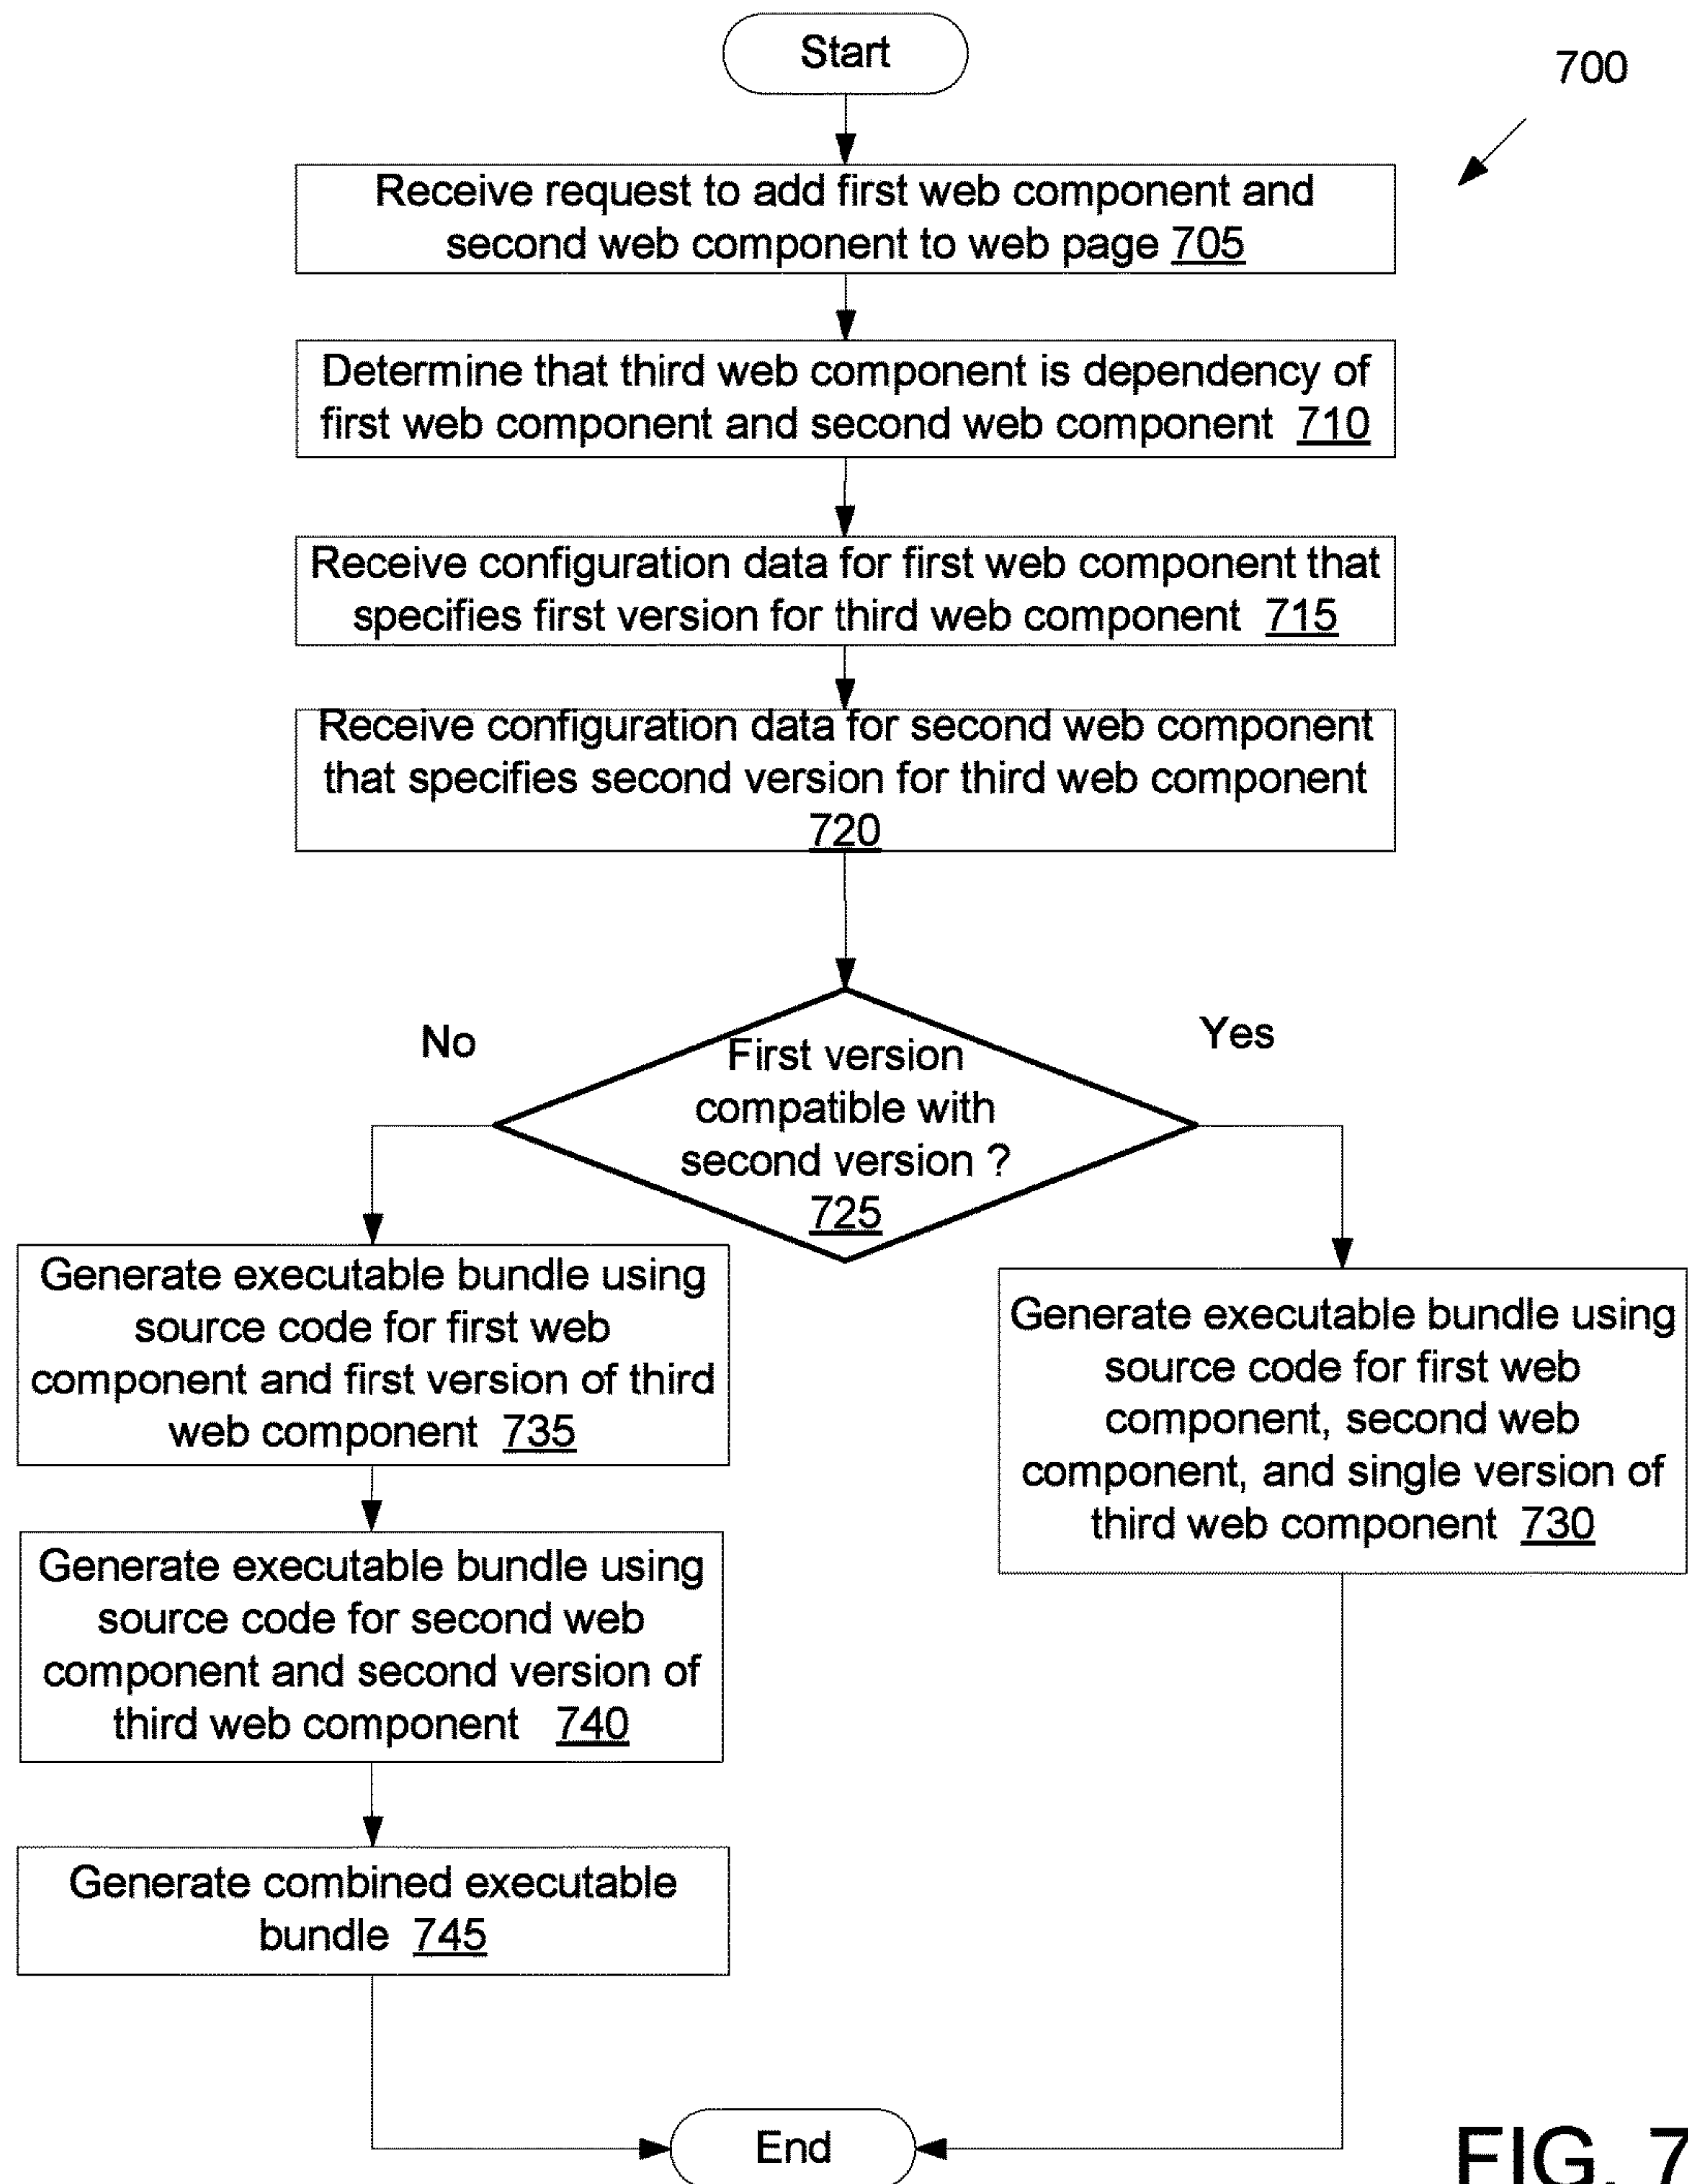 Start
700
Receive request to add first web component and
second web component to web page 705
Determine that third web component is dependency of
first web component and second web component 710
Receive configuration data for first web component that
specifies first version for third web component 715
Receive configuration data for second web component
that specifies second version for third web component
720
No
Yes
First version
compatible with
second version ?
725
Generate executable bundle using
source code for first web
component and first version of third
web component 735
Generate executable bundle using
source code for first web
component, second web
component, and single version of
third web component 730
Generate executable bundle using
source code for second web
component and second version of
third web component 740
Generate combined executable
bundle 745
End
FIG. 7